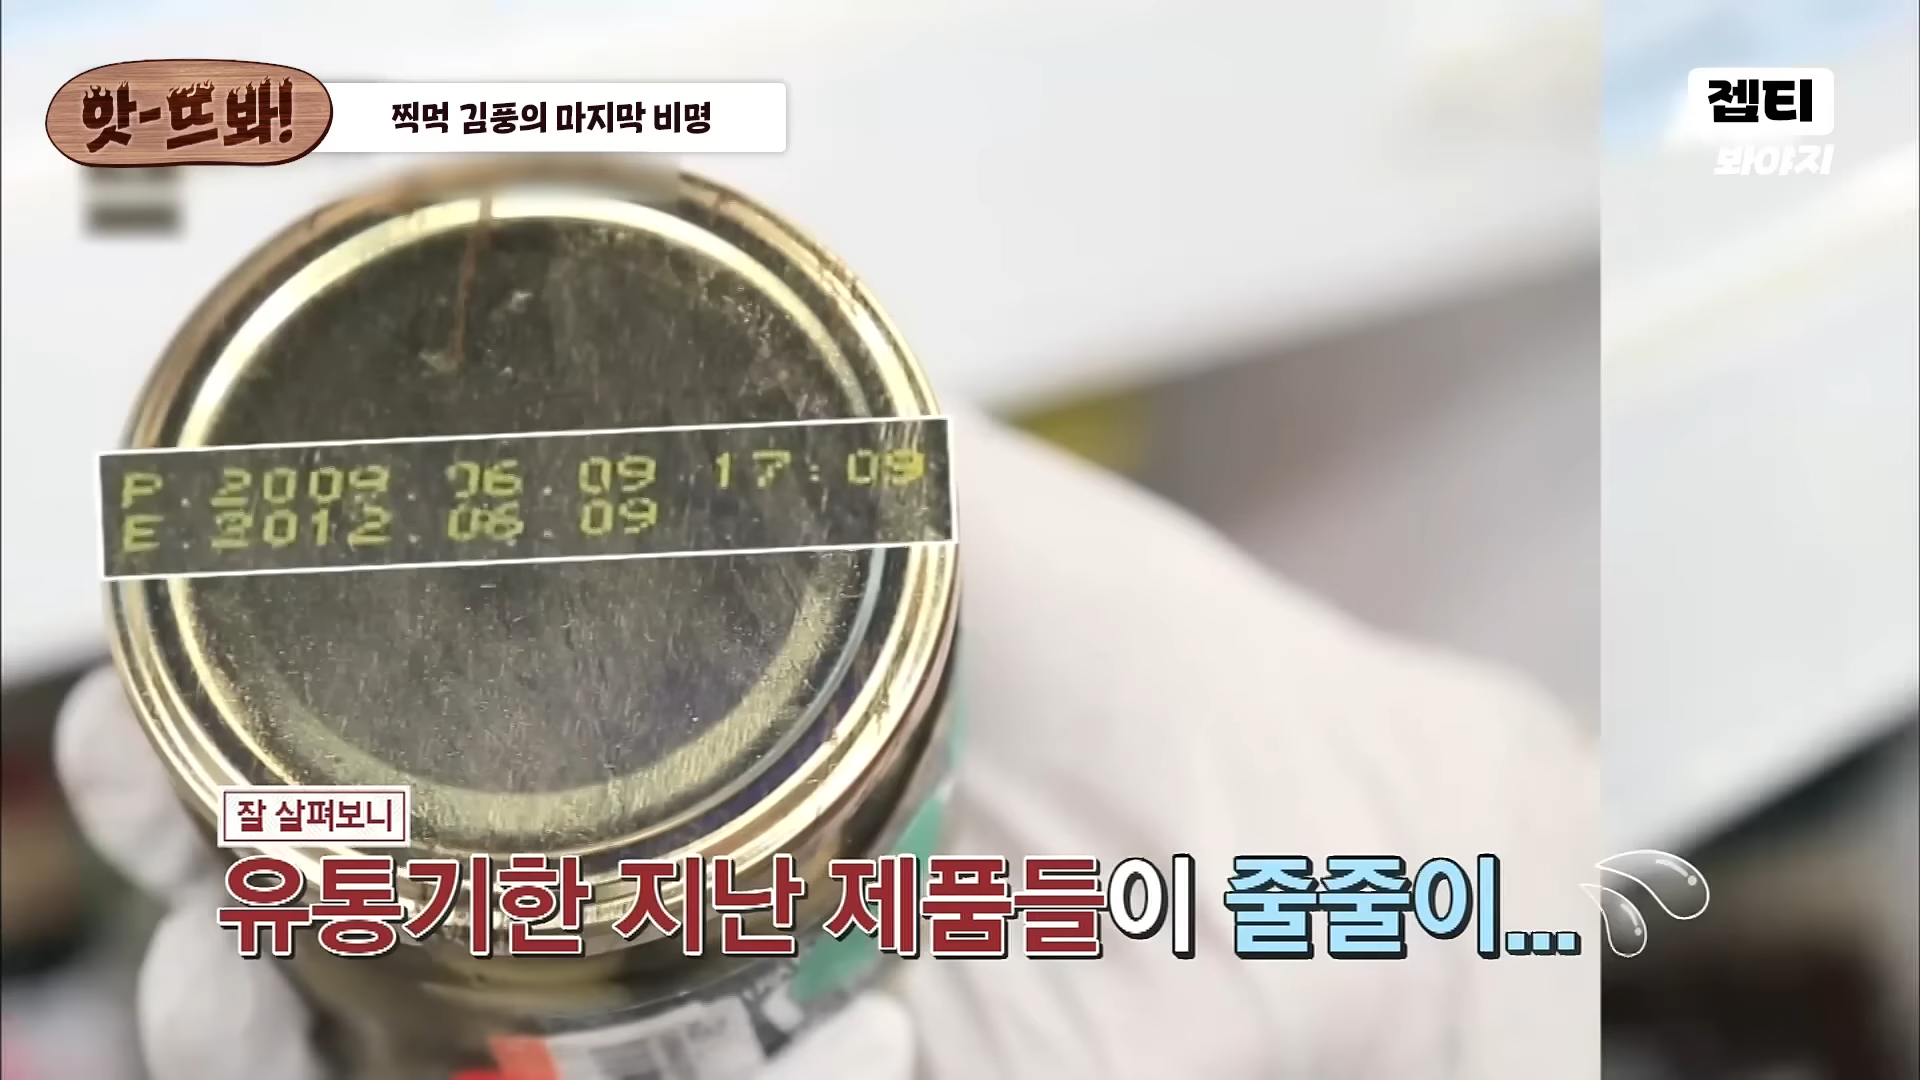 앗-뜨봐!
찍먹 김풍의 마지막 비명
젭티
봐야지
P.2009.06.09 17:09
E.2012.06.09
잘 살펴보니
유통기한 지난 제품들이 줄줄이...